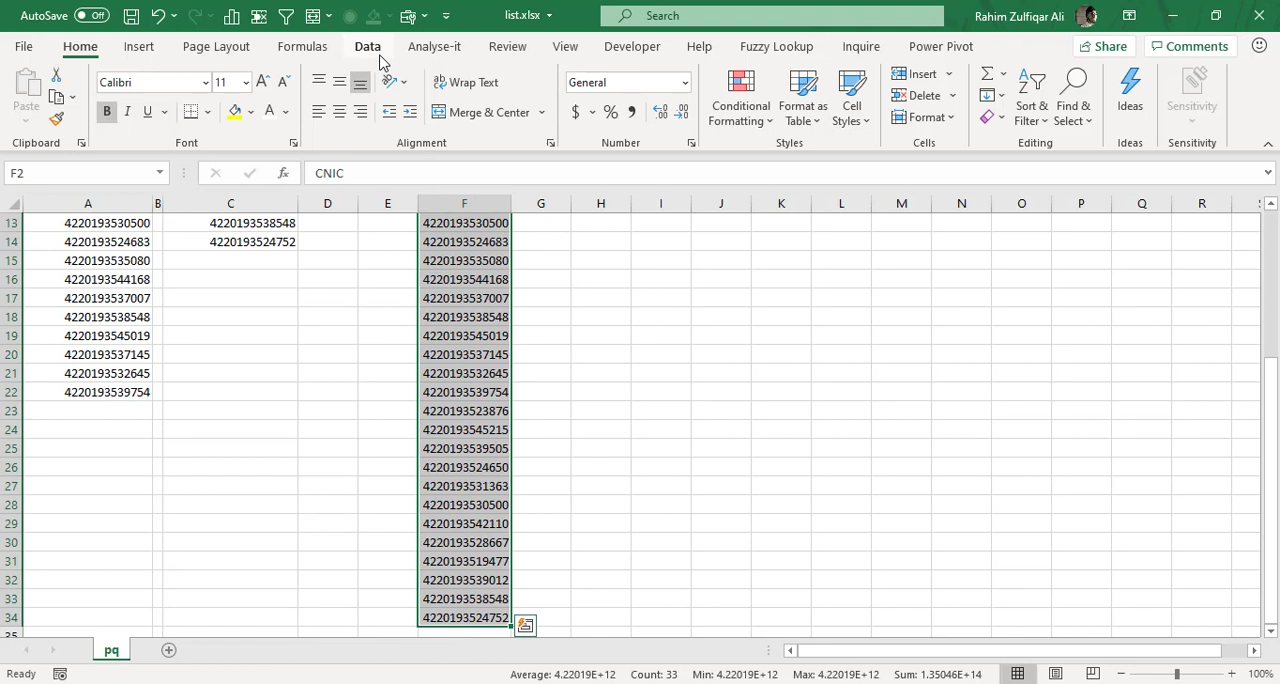 AutoSave Off list.xlsx Search Rahim Zulfiqar Ali
File Home Insert Page Layout Formulas Data Analyse-it Review View Developer Help Fuzzy Lookup Inquire Power Pivot Share Comments
Paste Calibri 11 A A ab Wrap Text General Conditional Formatting Format as Table Cell Styles Insert Delete Format Sort & Filter Find & Select Ideas Sensitivity
B I U A Merge & Center $ % ,
Clipboard Font Alignment Number Styles Cells Editing Ideas Sensitivity
F2 fx CNIC
A B C D E F G H I J K L M N O P Q R S
13 4220193530500 4220193538548 4220193530500
14 4220193524683 4220193524752 4220193524683
15 4220193535080 4220193535080
16 4220193544168 4220193544168
17 4220193537007 4220193537007
18 4220193538548 4220193538548
19 4220193545019 4220193545019
20 4220193537145 4220193537145
21 4220193532645 4220193532645
22 4220193539754 4220193539754
23 4220193523876
24 4220193545215
25 4220193539505
26 4220193524650
27 4220193531363
28 4220193530500
29 4220193542110
30 4220193528667
31 4220193519477
32 4220193539012
33 4220193538548
34 4220193524752
35
pq
Ready Average: 4.22019E+12 Count: 33 Min: 4.22019E+12 Max: 4.22019E+12 Sum: 1.35046E+14 100%